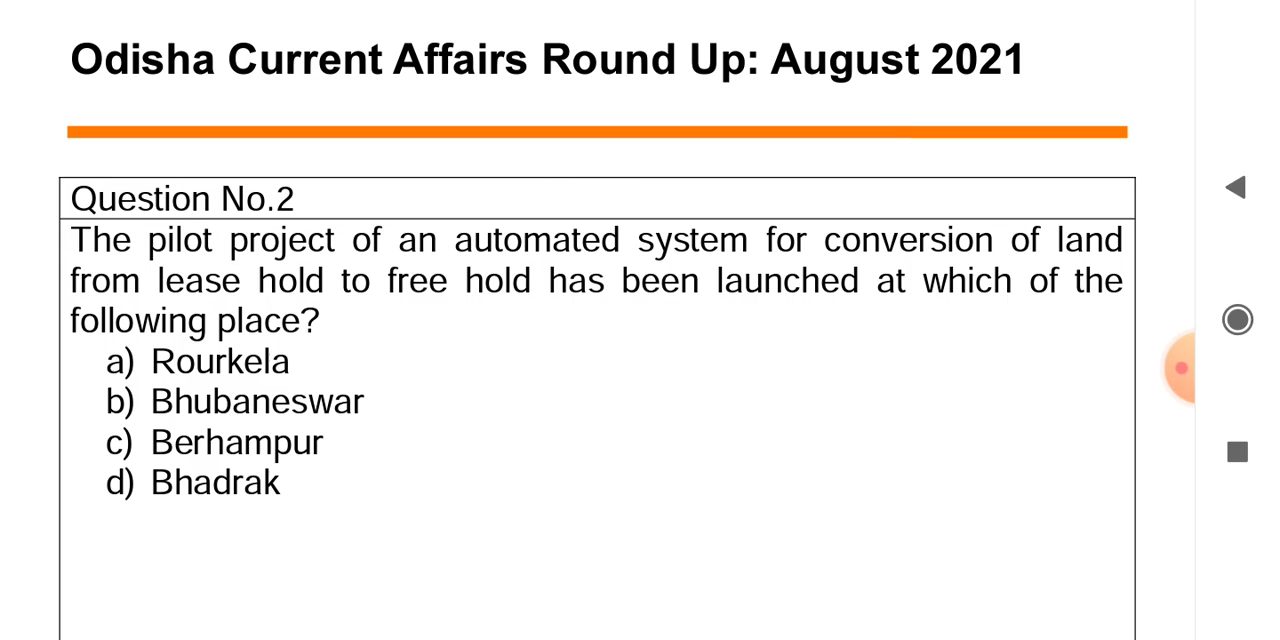 Odisha Current Affairs Round Up: August 2021
Question No.2
The pilot project of an automated system for conversion of land
from lease hold to free hold has been launched at which of the
following place?
a) Rourkela
b) Bhubaneswar
c) Berhampur
d) Bhadrak